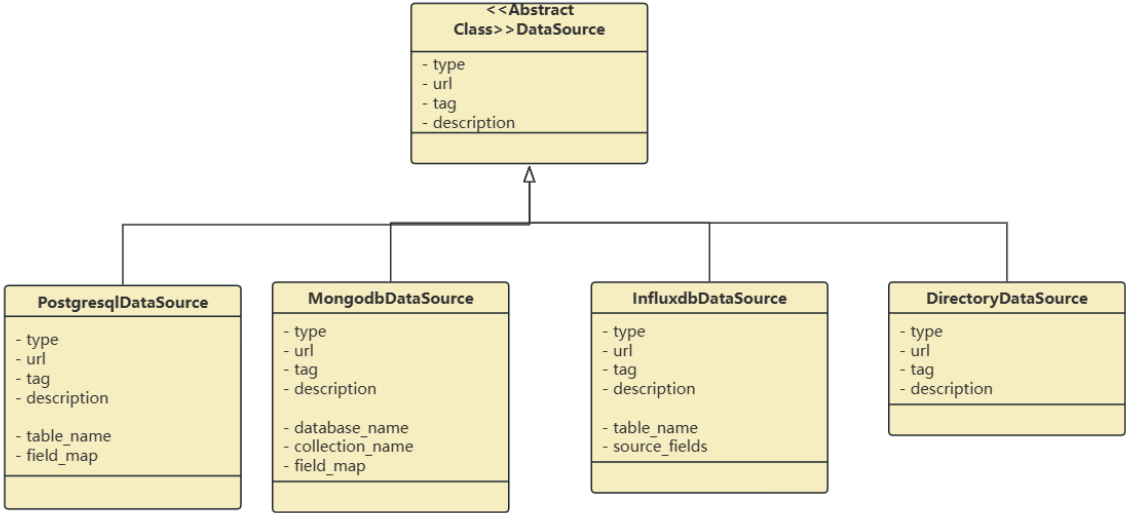 <<Abstract
Class>>DataSource
- type
- url
- tag
- description
PostgresqlDataSource
- type
- url
- tag
- description
- table_name
- field_map
MongodbDataSource
- type
- url
- tag
- description
- database_name
- collection_name
- field_map
InfluxdbDataSource
- type
- url
- tag
- description
- table_name
- source_fields
DirectoryDataSource
- type
- url
- tag
- description